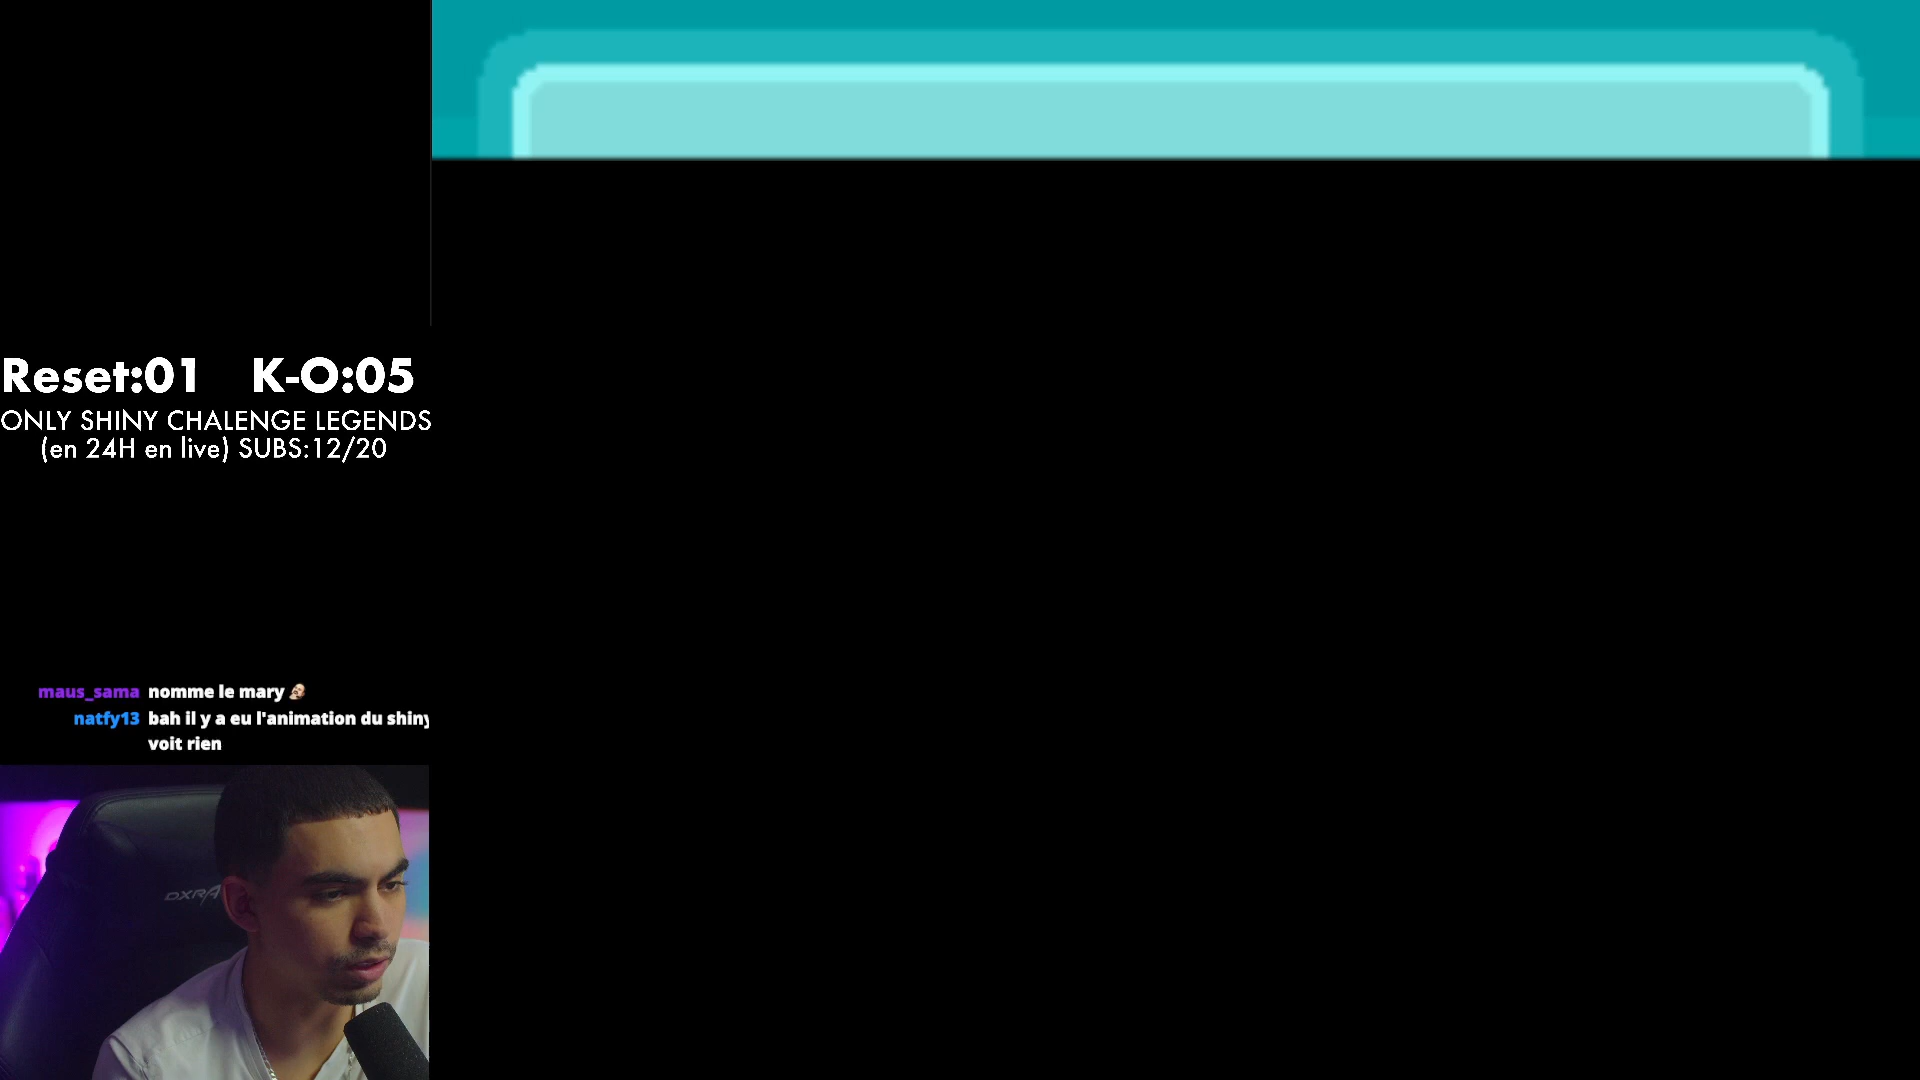 Reset:01 K-O:05
ONLY SHINY CHALENGE LEGENDS
(en 24H en live) SUBS:12/20
maus_sama nomme le mary
natfy13 bah il y a eu l'animation du shiny
voit rien
DXRA